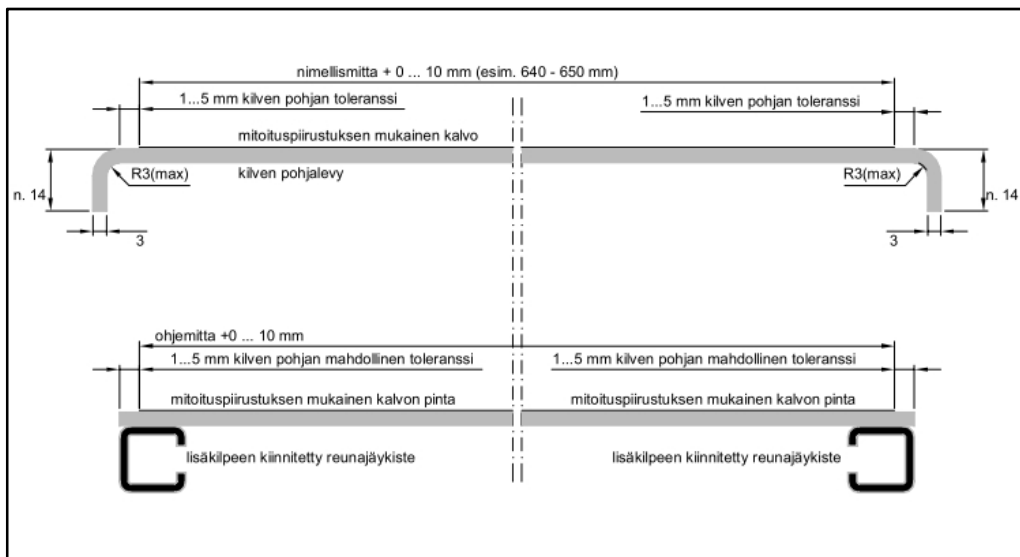 nimellismitta + 0 ... 10 mm (esim. 640 - 650 mm)
1...5 mm kilven pohjan toleranssi
1...5 mm kilven pohjan toleranssi
mitoituspiirustuksen mukainen kalvo
R3(max)
kilven pohjalevy
R3(max)
n. 14
n. 14
3
3
ohjemitta +0 ... 10 mm
1...5 mm kilven pohjan mahdollinen toleranssi
1...5 mm kilven pohjan mahdollinen toleranssi
mitoituspiirustuksen mukainen kalvon pinta
mitoituspiirustuksen mukainen kalvon pinta
lisäkilpeen kiinnitetty reunajäykiste
lisäkilpeen kiinnitetty reunajäykiste